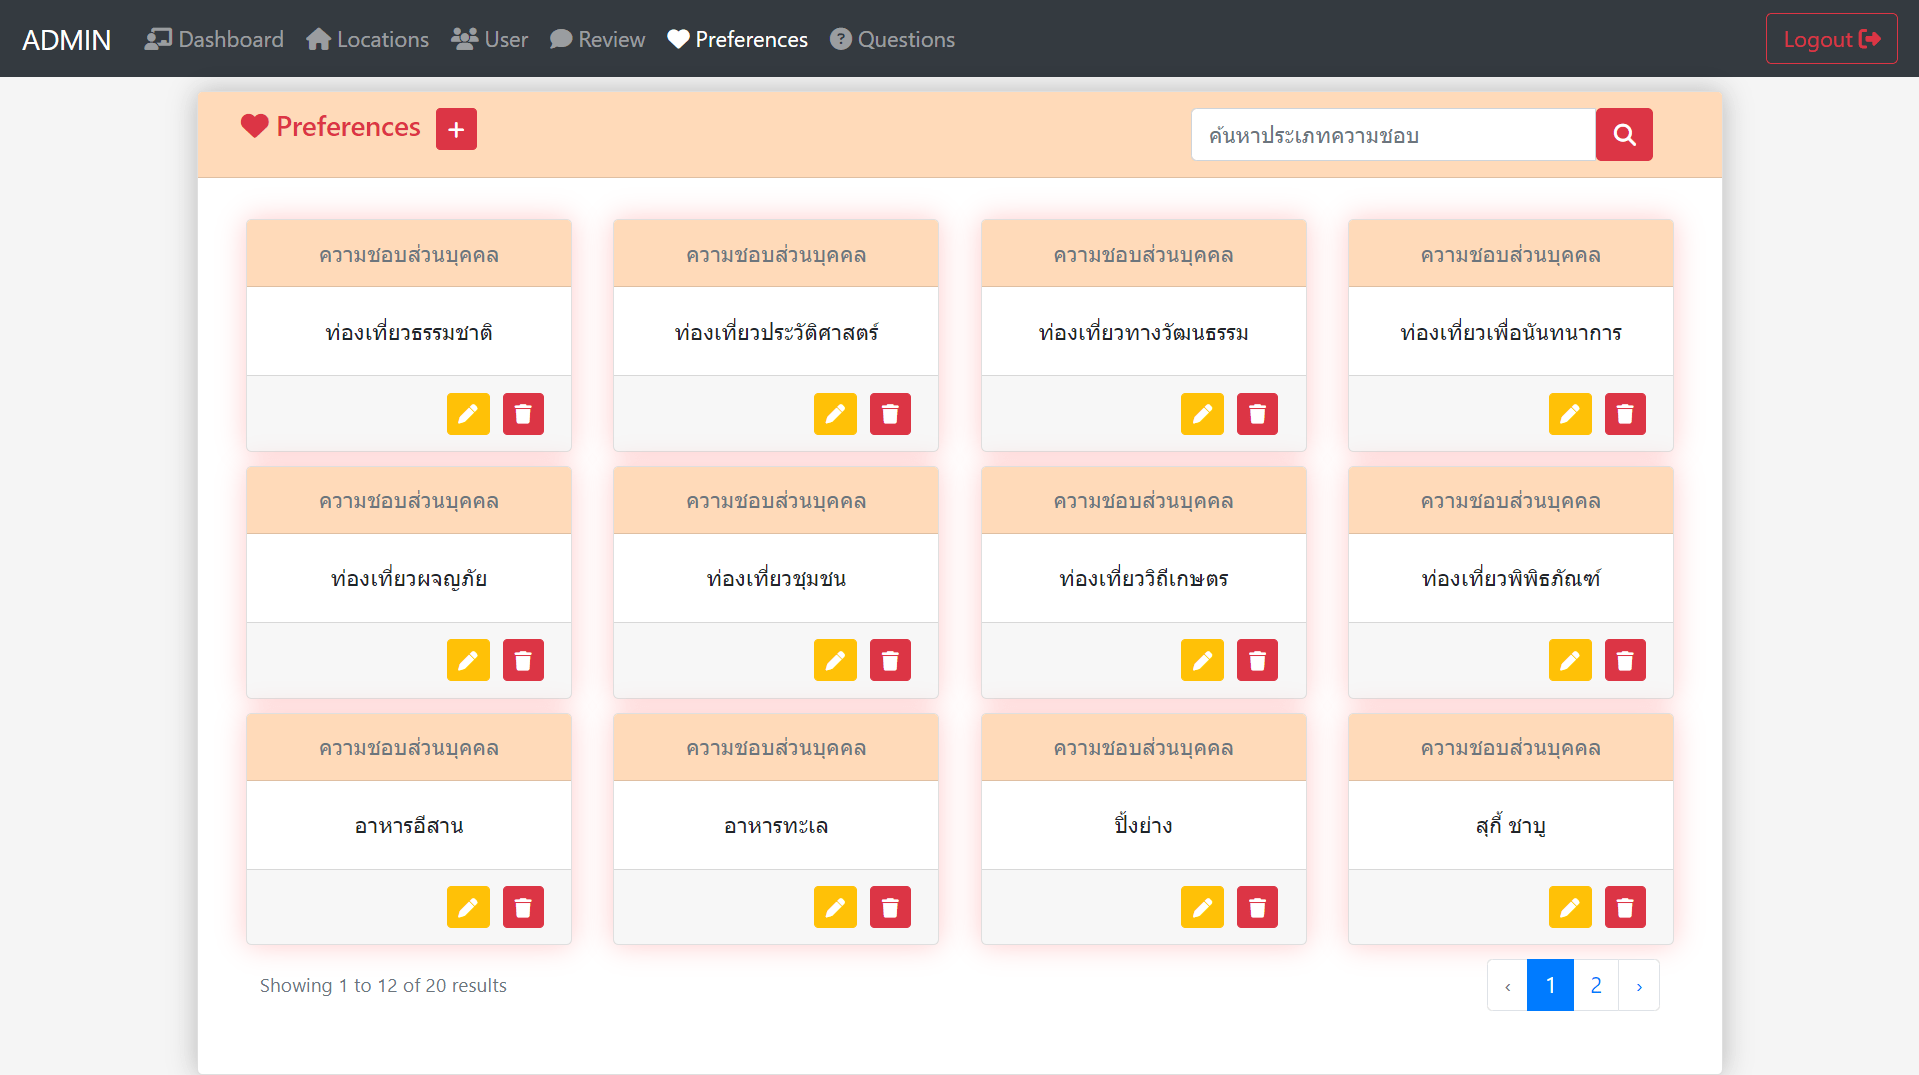 ADMIN Dashboard Locations User Review Preferences Questions Logout
Preferences
ค้นหาประเภทความชอบ
ความชอบส่วนบุคคล ความชอบส่วนบุคคล ความชอบส่วนบุคคล ความชอบส่วนบุคคล
ท่องเที่ยวธรรมชาติ ท่องเที่ยวประวัติศาสตร์ ท่องเที่ยวทางวัฒนธรรม ท่องเที่ยวเพื่อนันทนาการ
ความชอบส่วนบุคคล ความชอบส่วนบุคคล ความชอบส่วนบุคคล ความชอบส่วนบุคคล
ท่องเที่ยวผจญภัย ท่องเที่ยวชุมชน ท่องเที่ยววิถีเกษตร ท่องเที่ยวพิพิธภัณฑ์
ความชอบส่วนบุคคล ความชอบส่วนบุคคล ความชอบส่วนบุคคล ความชอบส่วนบุคคล
อาหารอีสาน อาหารทะเล ปิ้งย่าง สุกี้ ชาบู
Showing 1 to 12 of 20 results ‹ 1 2 ›